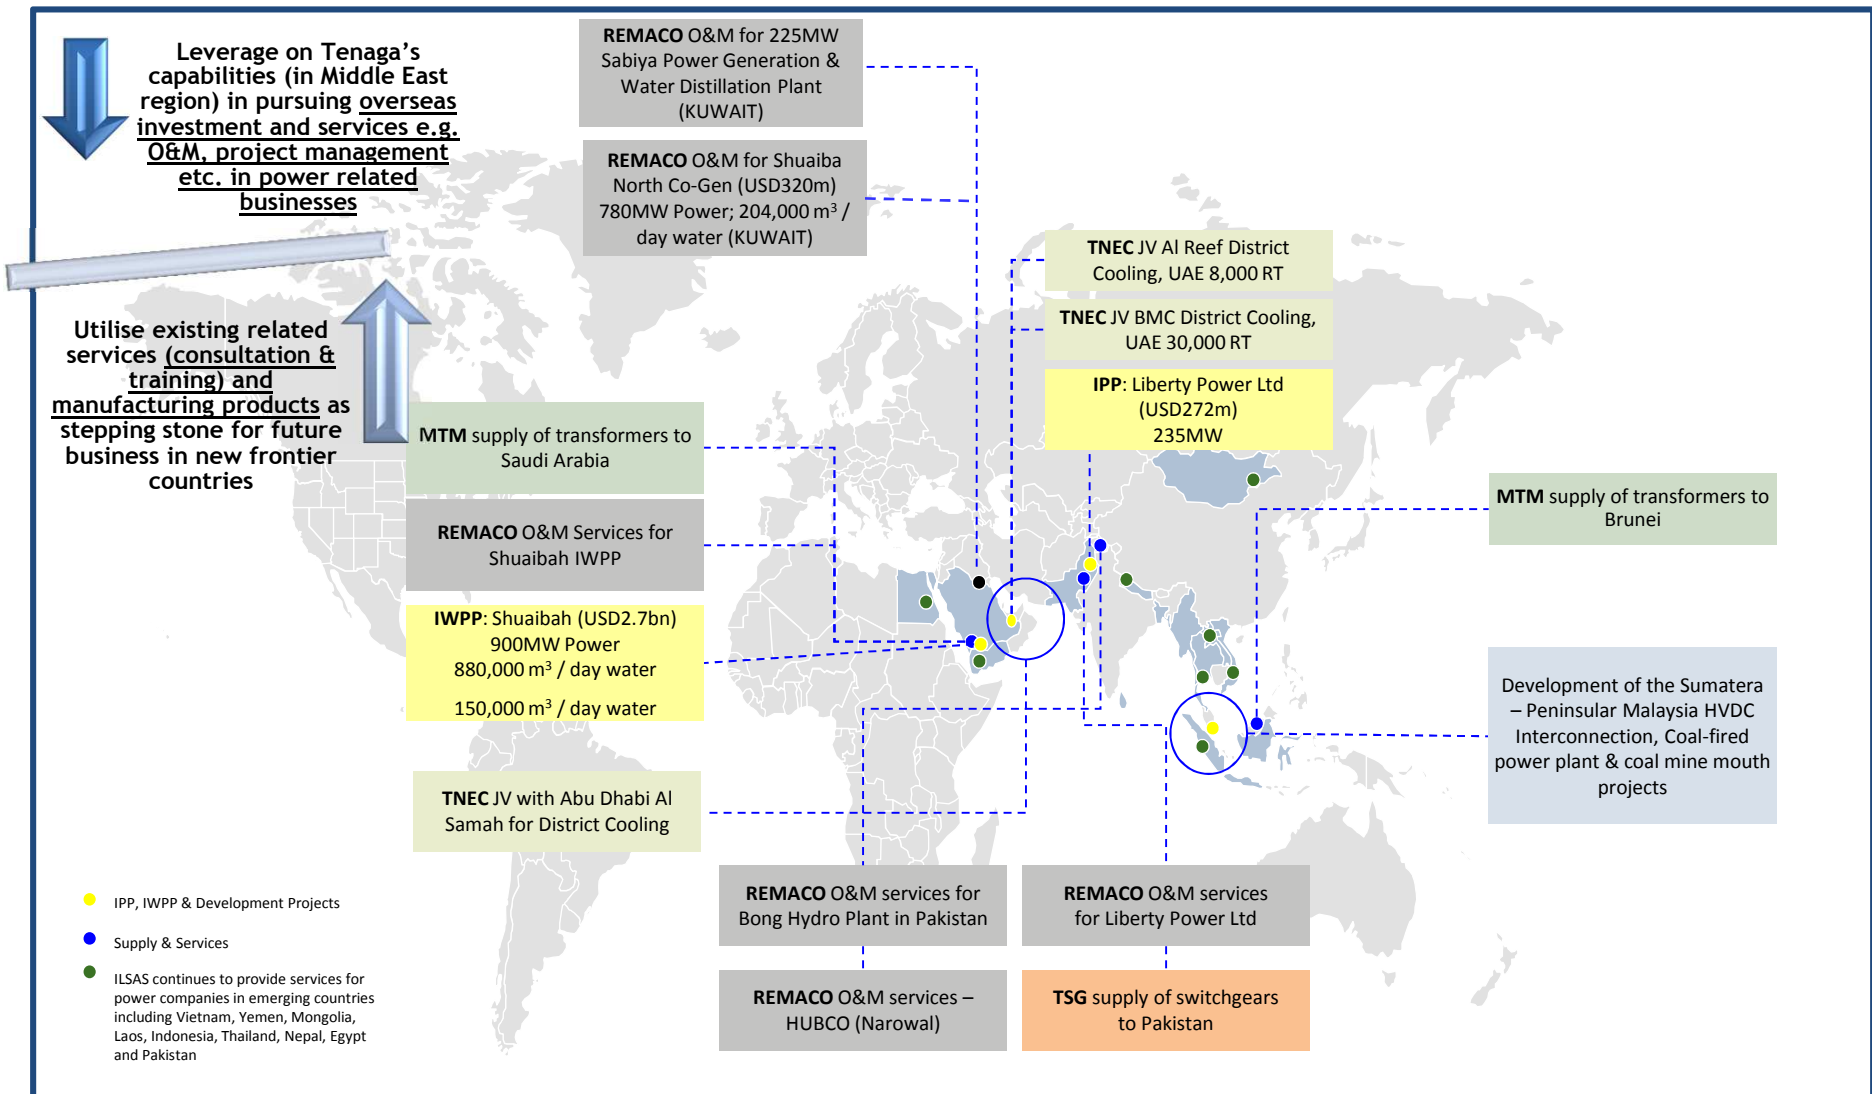 Leverage on Tenaga’s
capabilities (in Middle East
region) in pursuing overseas
investment and services e.g.
O&M, project management
etc. in power related
businesses
Utilise existing related
services (consultation &
training) and
manufacturing products as
stepping stone for future
business in new frontier
countries
REMACO O&M for 225MW
Sabiya Power Generation &
Water Distillation Plant
(KUWAIT)
REMACO O&M for Shuaiba
North Co-Gen (USD320m)
780MW Power; 204,000 m³ /
day water (KUWAIT)
TNEC JV Al Reef District
Cooling, UAE 8,000 RT
TNEC JV BMC District Cooling,
UAE 30,000 RT
IPP: Liberty Power Ltd
(USD272m)
235MW
MTM supply of transformers to
Saudi Arabia
REMACO O&M Services for
Shuaibah IWPP
IWPP: Shuaibah (USD2.7bn)
900MW Power
880,000 m³ / day water
150,000 m³ / day water
MTM supply of transformers to
Brunei
Development of the Sumatera
– Peninsular Malaysia HVDC
Interconnection, Coal-fired
power plant & coal mine mouth
projects
TNEC JV with Abu Dhabi Al
Samah for District Cooling
REMACO O&M services for
Bong Hydro Plant in Pakistan
REMACO O&M services
for Liberty Power Ltd
REMACO O&M services –
HUBCO (Narowal)
TSG supply of switchgears
to Pakistan
IPP, IWPP & Development Projects
Supply & Services
ILSAS continues to provide services for
power companies in emerging countries
including Vietnam, Yemen, Mongolia,
Laos, Indonesia, Thailand, Nepal, Egypt
and Pakistan